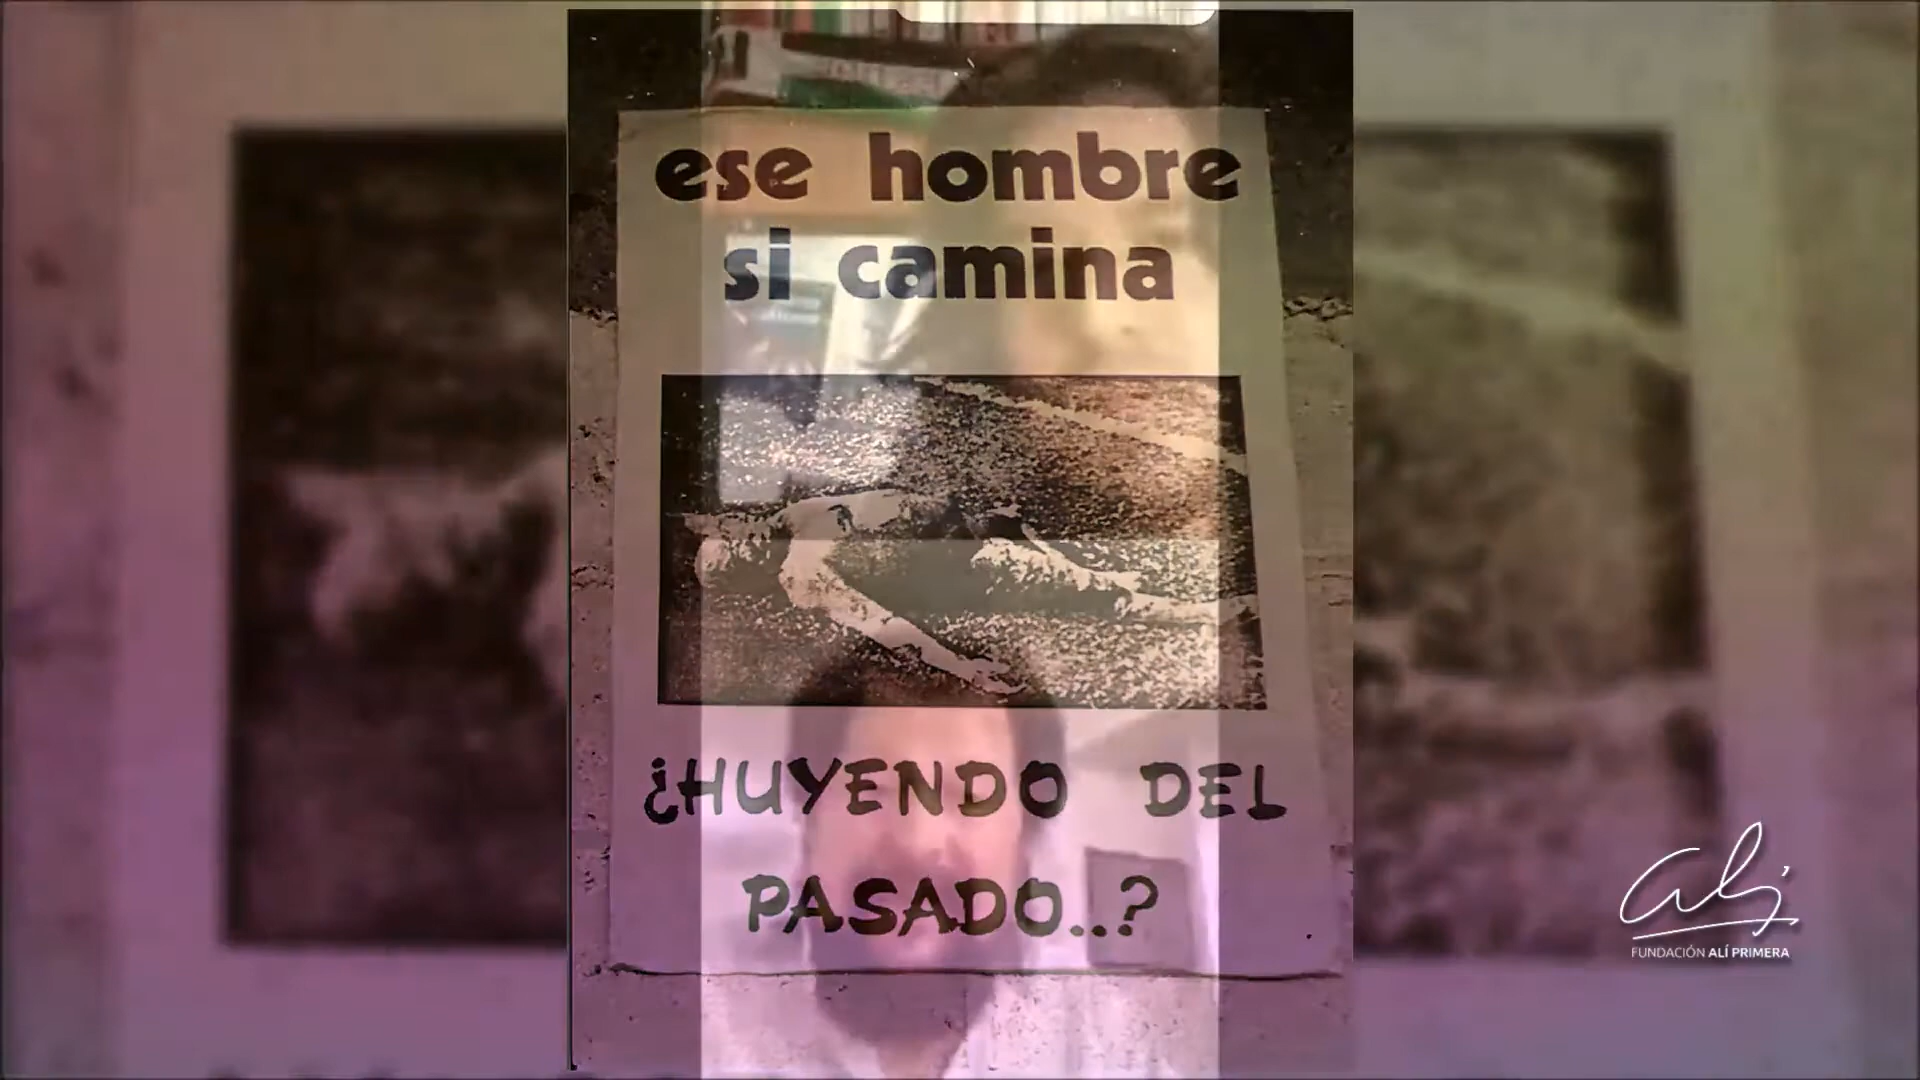 ese hombre
si camina
¿HUYENDO DEL
PASADO..?
alí
FUNDACIÓN ALÍ PRIMERA